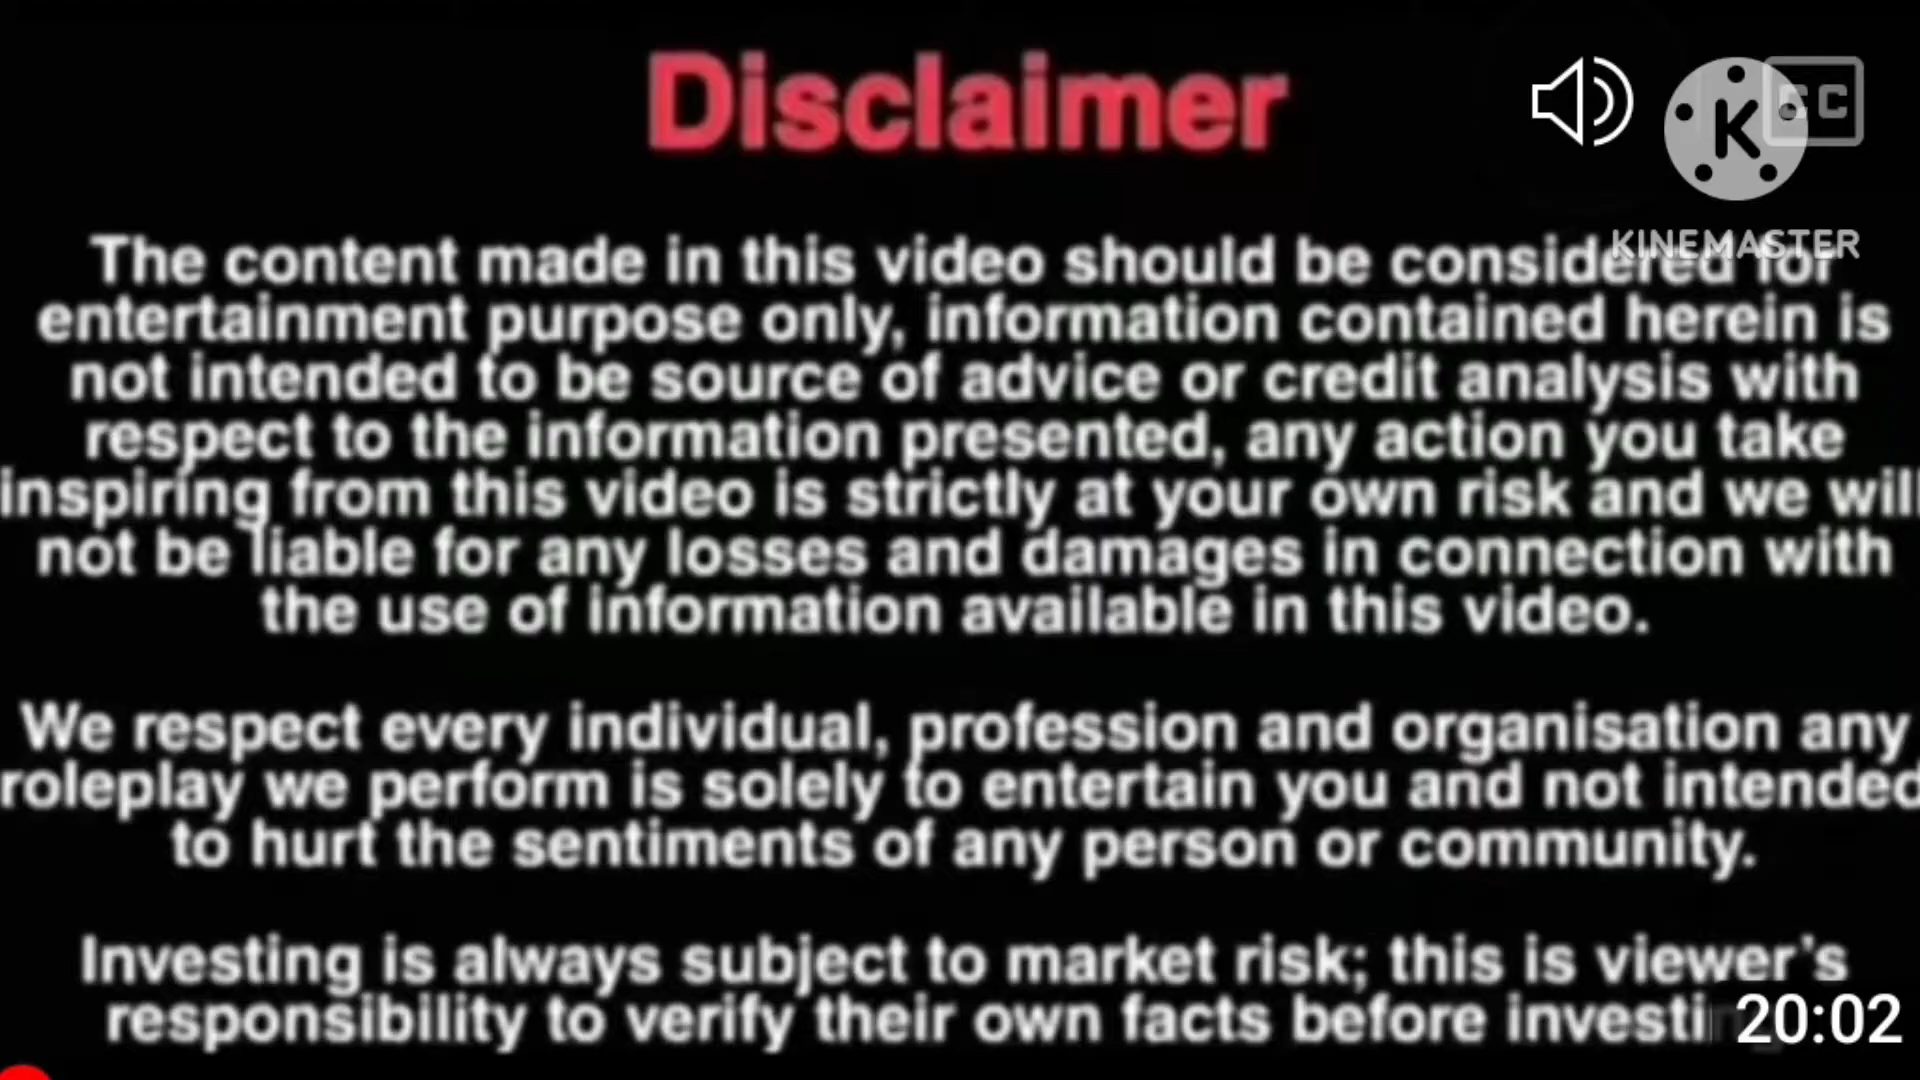 Disclaimer
CC
K
KINEMASTER
The content made in this video should be considered for
entertainment purpose only, information contained herein is
not intended to be source of advice or credit analysis with
respect to the information presented, any action you take
inspiring from this video is strictly at your own risk and we will
not be liable for any losses and damages in connection with
the use of information available in this video.
We respect every individual, profession and organisation any
roleplay we perform is solely to entertain you and not intended
to hurt the sentiments of any person or community.
Investing is always subject to market risk; this is viewer's
responsibility to verify their own facts before investing
20:02